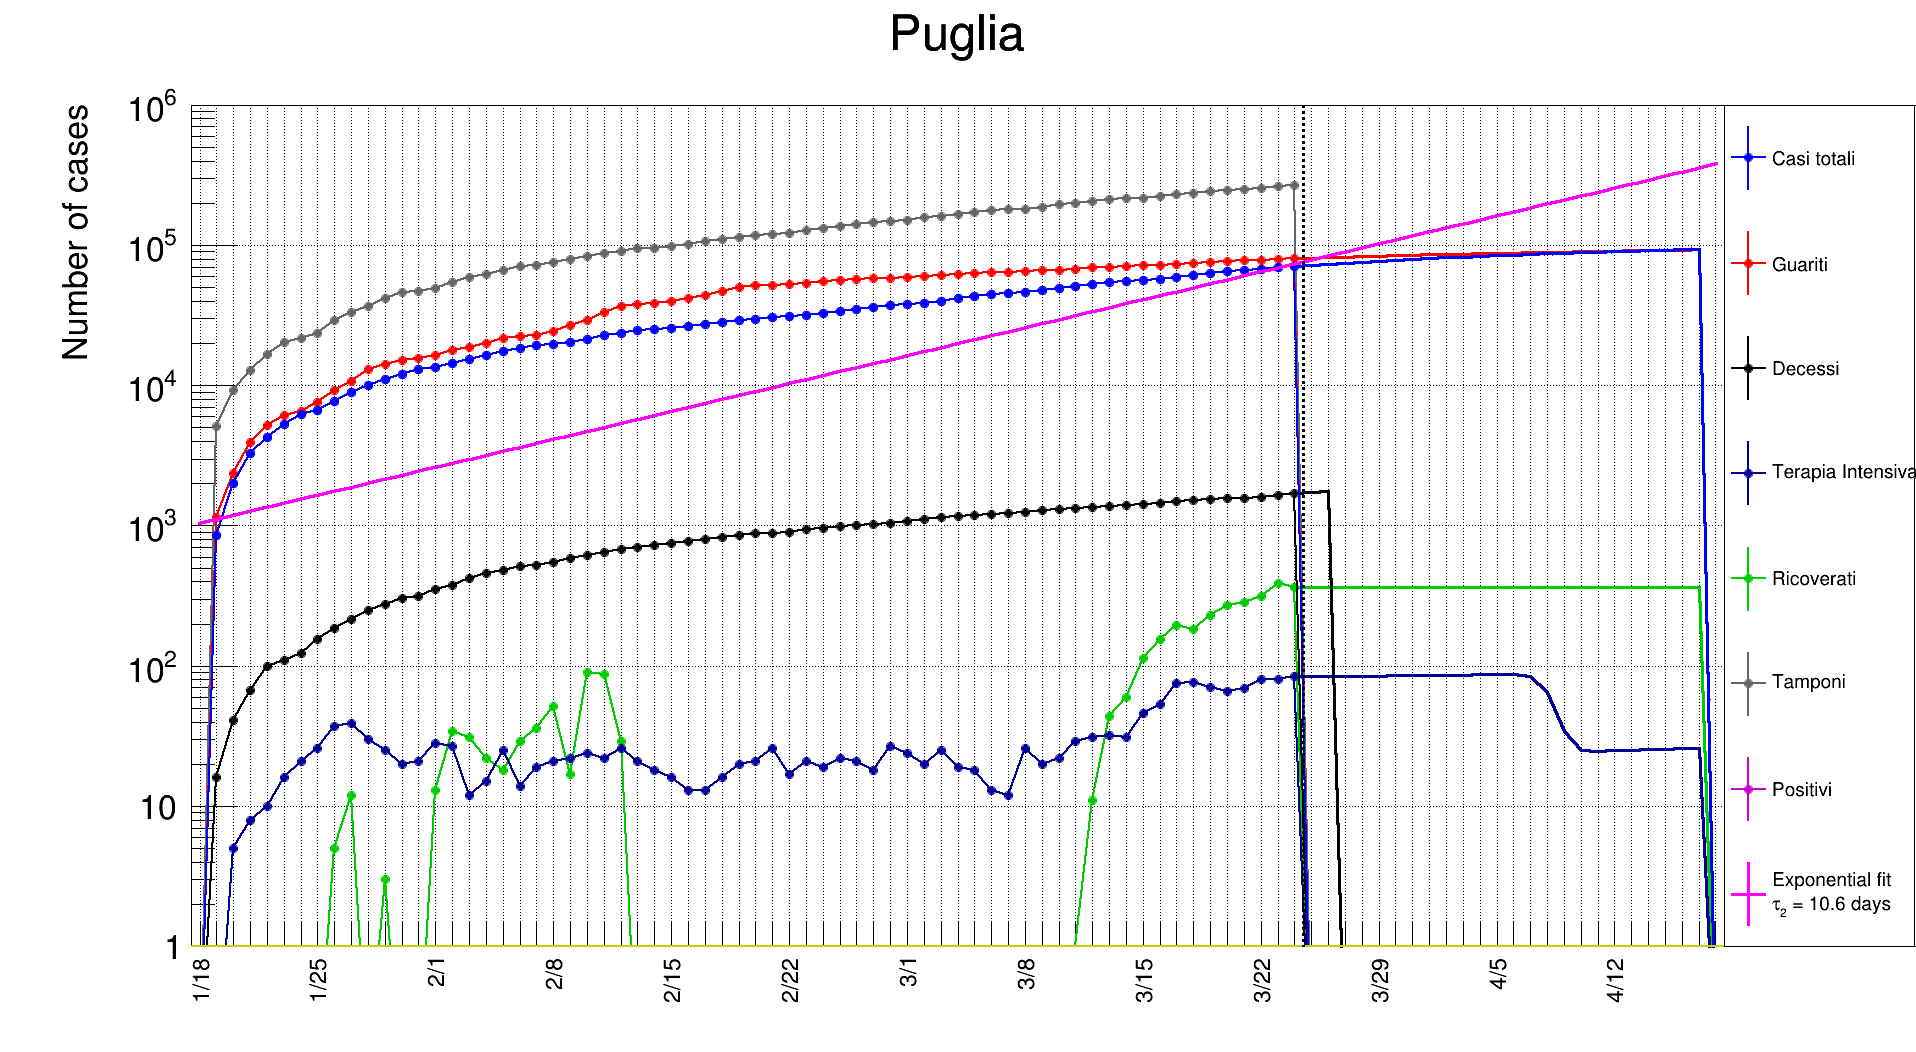 Puglia
Number of cases
10^6
10^5
10^4
10^3
10^2
10
1
1/18
1/25
2/1
2/8
2/15
2/22
3/1
3/8
3/15
3/22
3/29
4/5
4/12
Casi totali
Guariti
Decessi
Terapia Intensiva
Ricoverati
Tamponi
Positivi
Exponential fit
τ_2 = 10.6 days